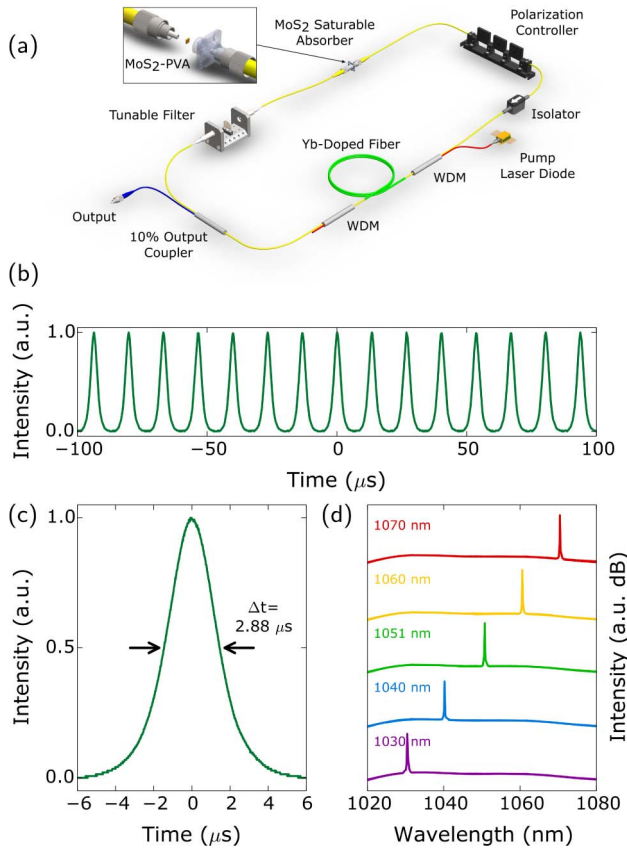 (a)
MoS2 Saturable
Absorber
Polarization
Controller
MoS2-PVA
Tunable Filter
Isolator
Yb-Doped Fiber
Pump
Laser Diode
WDM
Output
WDM
10% Output
Coupler
(b)
Intensity (a.u.)
1.0
0.0
−100 −50 0 50 100
Time (μs)
(c)
Intensity (a.u.)
1.0
0.5
0.0
Δt=
2.88 μs
−6 −4 −2 0 2 4 6
Time (μs)
(d)
1070 nm
1060 nm
1051 nm
1040 nm
1030 nm
Intensity (a.u. dB)
1020 1040 1060 1080
Wavelength (nm)